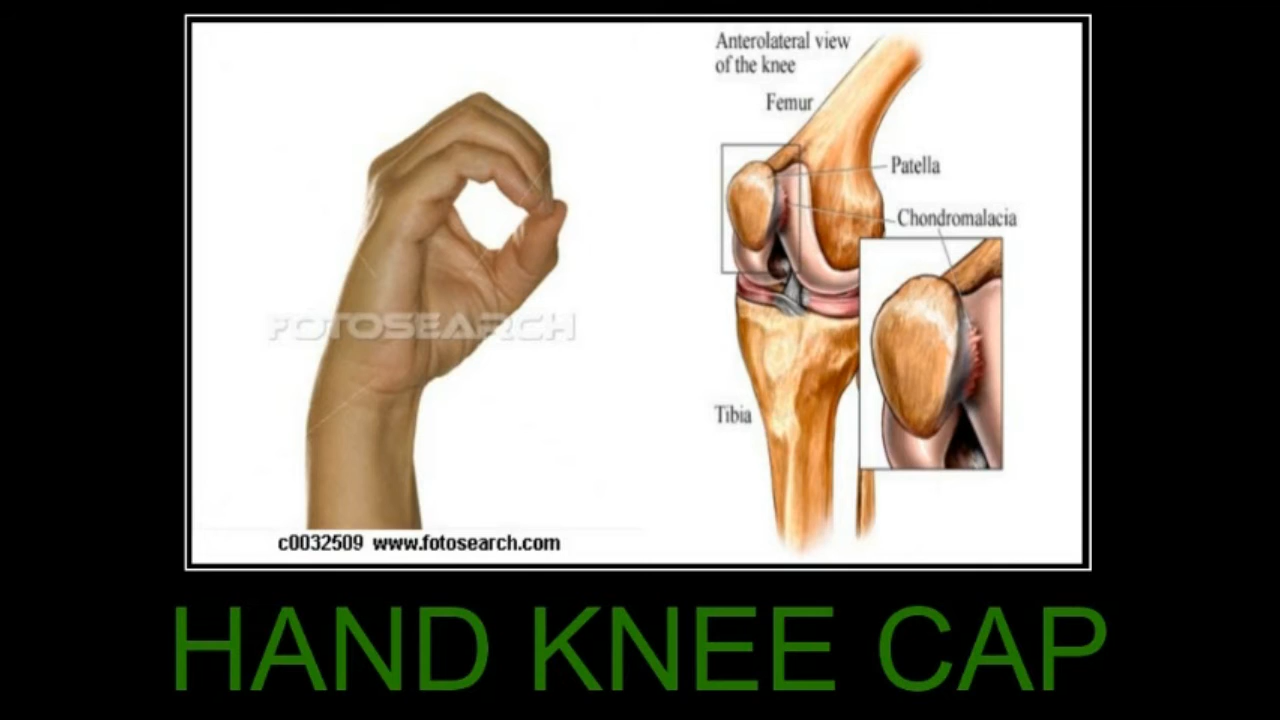 Anterolateral view
of the knee
Femur
Patella
Chondromalacia
FOTOSEARCH
Tibia
c0032509 www.fotosearch.com
HAND KNEE CAP